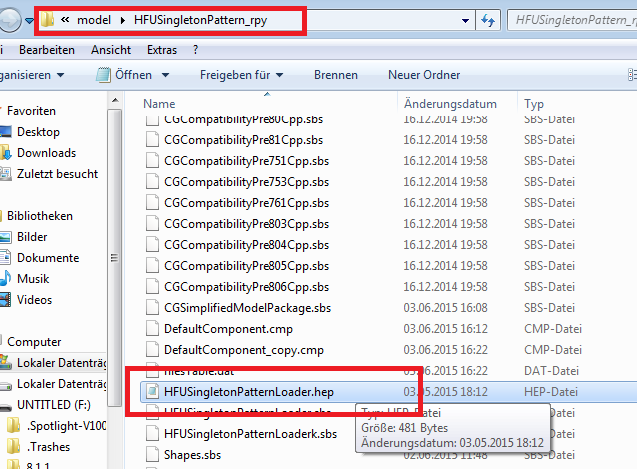 « model ▸ HFUSingletonPattern_rpy
HFUSingletonPattern_r
Bearbeiten Ansicht Extras ?
ganisieren Öffnen Freigeben für Brennen Neuer Ordner
Name Änderungsdatum Typ
Favoriten
Desktop
Downloads
Zuletzt besucht
Bibliotheken
Bilder
Dokumente
Musik
Videos
Computer
Lokaler Datenträg
Lokaler Datenträg
UNTITLED (F:)
.Spotlight-V100
.Trashes
8.1.1
CGCompatibilityPre80Cpp.sbs 16.12.2014 19:58 SBS-Datei
CGCompatibilityPre81Cpp.sbs 16.12.2014 19:58 SBS-Datei
CGCompatibilityPre751Cpp.sbs 16.12.2014 19:58 SBS-Datei
CGCompatibilityPre753Cpp.sbs 16.12.2014 19:58 SBS-Datei
CGCompatibilityPre761Cpp.sbs 16.12.2014 19:58 SBS-Datei
CGCompatibilityPre803Cpp.sbs 16.12.2014 19:58 SBS-Datei
CGCompatibilityPre804Cpp.sbs 16.12.2014 19:58 SBS-Datei
CGCompatibilityPre805Cpp.sbs 16.12.2014 19:58 SBS-Datei
CGCompatibilityPre806Cpp.sbs 16.12.2014 19:58 SBS-Datei
CGSimplifiedModelPackage.sbs 03.06.2015 16:08 SBS-Datei
DefaultComponent.cmp 03.06.2015 16:12 CMP-Datei
DefaultComponent_copy.cmp 03.06.2015 16:12 CMP-Datei
filesTable.dat 03.06.2015 16:12 DAT-Datei
HFUSingletonPatternLoader.hep 03.05.2015 18:12 HEP-Datei
HFUSingletonPatternLoader.sbs SBS-Datei
HFUSingletonPatternLoaderk.sbs SBS-Datei
Shapes.sbs 02.06.2015 11:48 SBS-Datei
Typ: HEP-Datei
Größe: 481 Bytes
Änderungsdatum: 03.05.2015 18:12